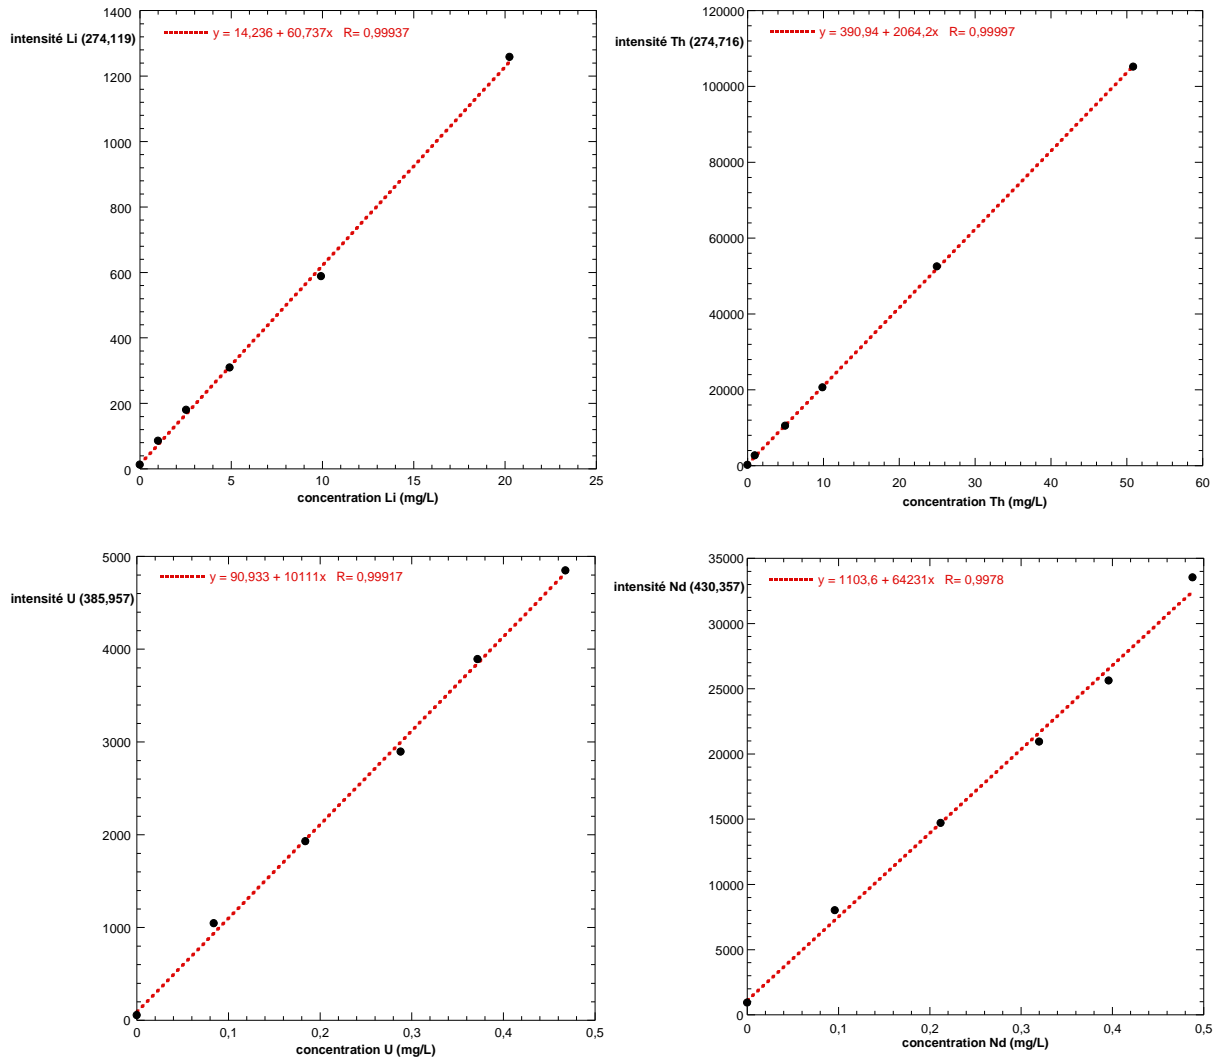 1400
y = 14,236 + 60,737x R= 0,99937
intensité Li (274,119)
1200
1000
800
600
400
200
0
0 5 10 15 20 25
concentration Li (mg/L)
120000
y = 390,94 + 2064,2x R= 0,99997
intensité Th (274,716)
100000
80000
60000
40000
20000
0
0 10 20 30 40 50 60
concentration Th (mg/L)
5000
y = 90,933 + 10111x R= 0,99917
intensité U (385,957)
4000
3000
2000
1000
0
0 0,1 0,2 0,3 0,4 0,5
concentration U (mg/L)
35000
y = 1103,6 + 64231x R= 0,9978
intensité Nd (430,357)
30000
25000
20000
15000
10000
5000
0
0 0,1 0,2 0,3 0,4 0,5
concentration Nd (mg/L)